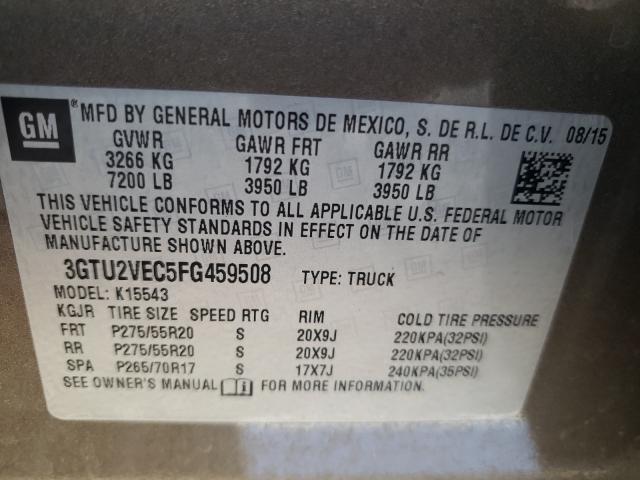 GM ® MFD BY GENERAL MOTORS DE MEXICO, S. DE R.L. DE C.V. 08/15
GVWR GAWR FRT GAWR RR
3266 KG 1792 KG 1792 KG
7200 LB 3950 LB 3950 LB
THIS VEHICLE CONFORMS TO ALL APPLICABLE U.S. FEDERAL MOTOR
VEHICLE SAFETY STANDARDS IN EFFECT ON THE DATE OF
MANUFACTURE SHOWN ABOVE.
3GTU2VEC5FG459508 TYPE: TRUCK
MODEL: K15543
KGJR TIRE SIZE SPEED RTG RIM COLD TIRE PRESSURE
FRT P275/55R20 S 20X9J 220KPA(32PSI)
RR P275/55R20 S 20X9J 220KPA(32PSI)
SPA P265/70R17 S 17X7J 240KPA(35PSI)
SEE OWNER'S MANUAL FOR MORE INFORMATION.